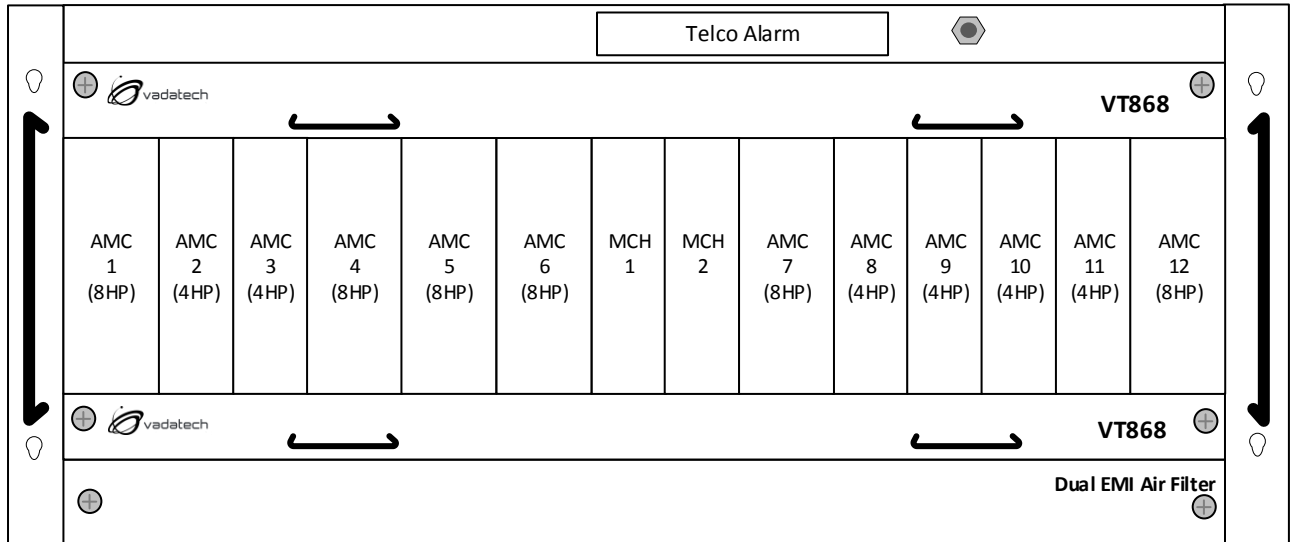 Telco Alarm
vadatech
VT868
AMC
1
(8HP)
AMC
2
(4HP)
AMC
3
(4HP)
AMC
4
(8HP)
AMC
5
(8HP)
AMC
6
(8HP)
MCH
1
MCH
2
AMC
7
(8HP)
AMC
8
(4HP)
AMC
9
(4HP)
AMC
10
(4HP)
AMC
11
(4HP)
AMC
12
(8HP)
vadatech
VT868
Dual EMI Air Filter